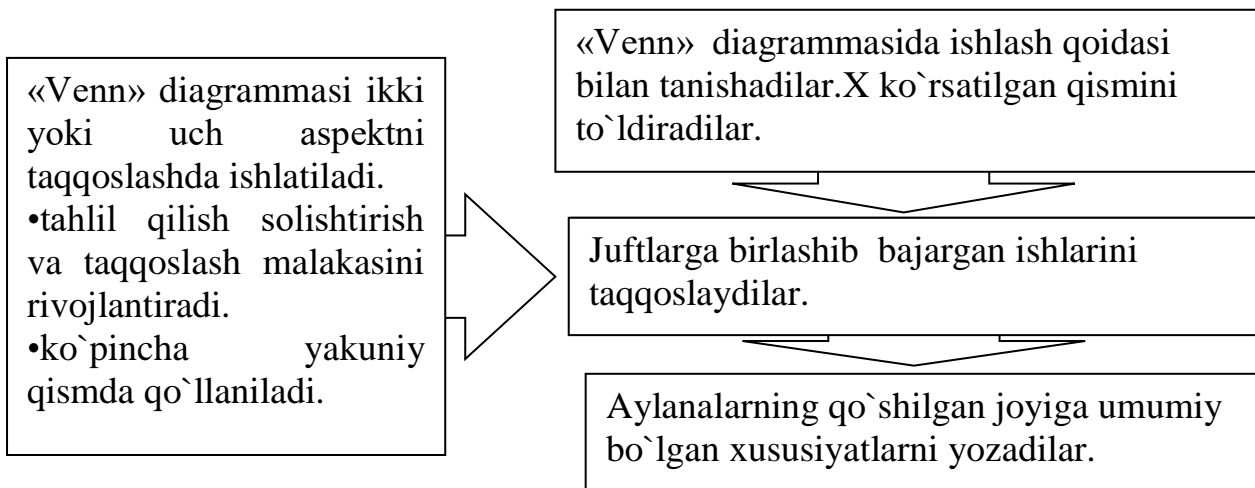 «Venn» diagrammasi ikki
yoki uch aspektni
taqqoslashda ishlatiladi.
•tahlil qilish solishtirish
va taqqoslash malakasini
rivojlantiradi.
•ko`pincha yakuniy
qismda qo`llaniladi.
«Venn» diagrammasida ishlash qoidasi
bilan tanishadilar.X ko`rsatilgan qismini
to`ldiradilar.
Juftlarga birlashib bajargan ishlarini
taqqoslaydilar.
Aylanalarning qo`shilgan joyiga umumiy
bo`lgan xususiyatlarni yozadilar.